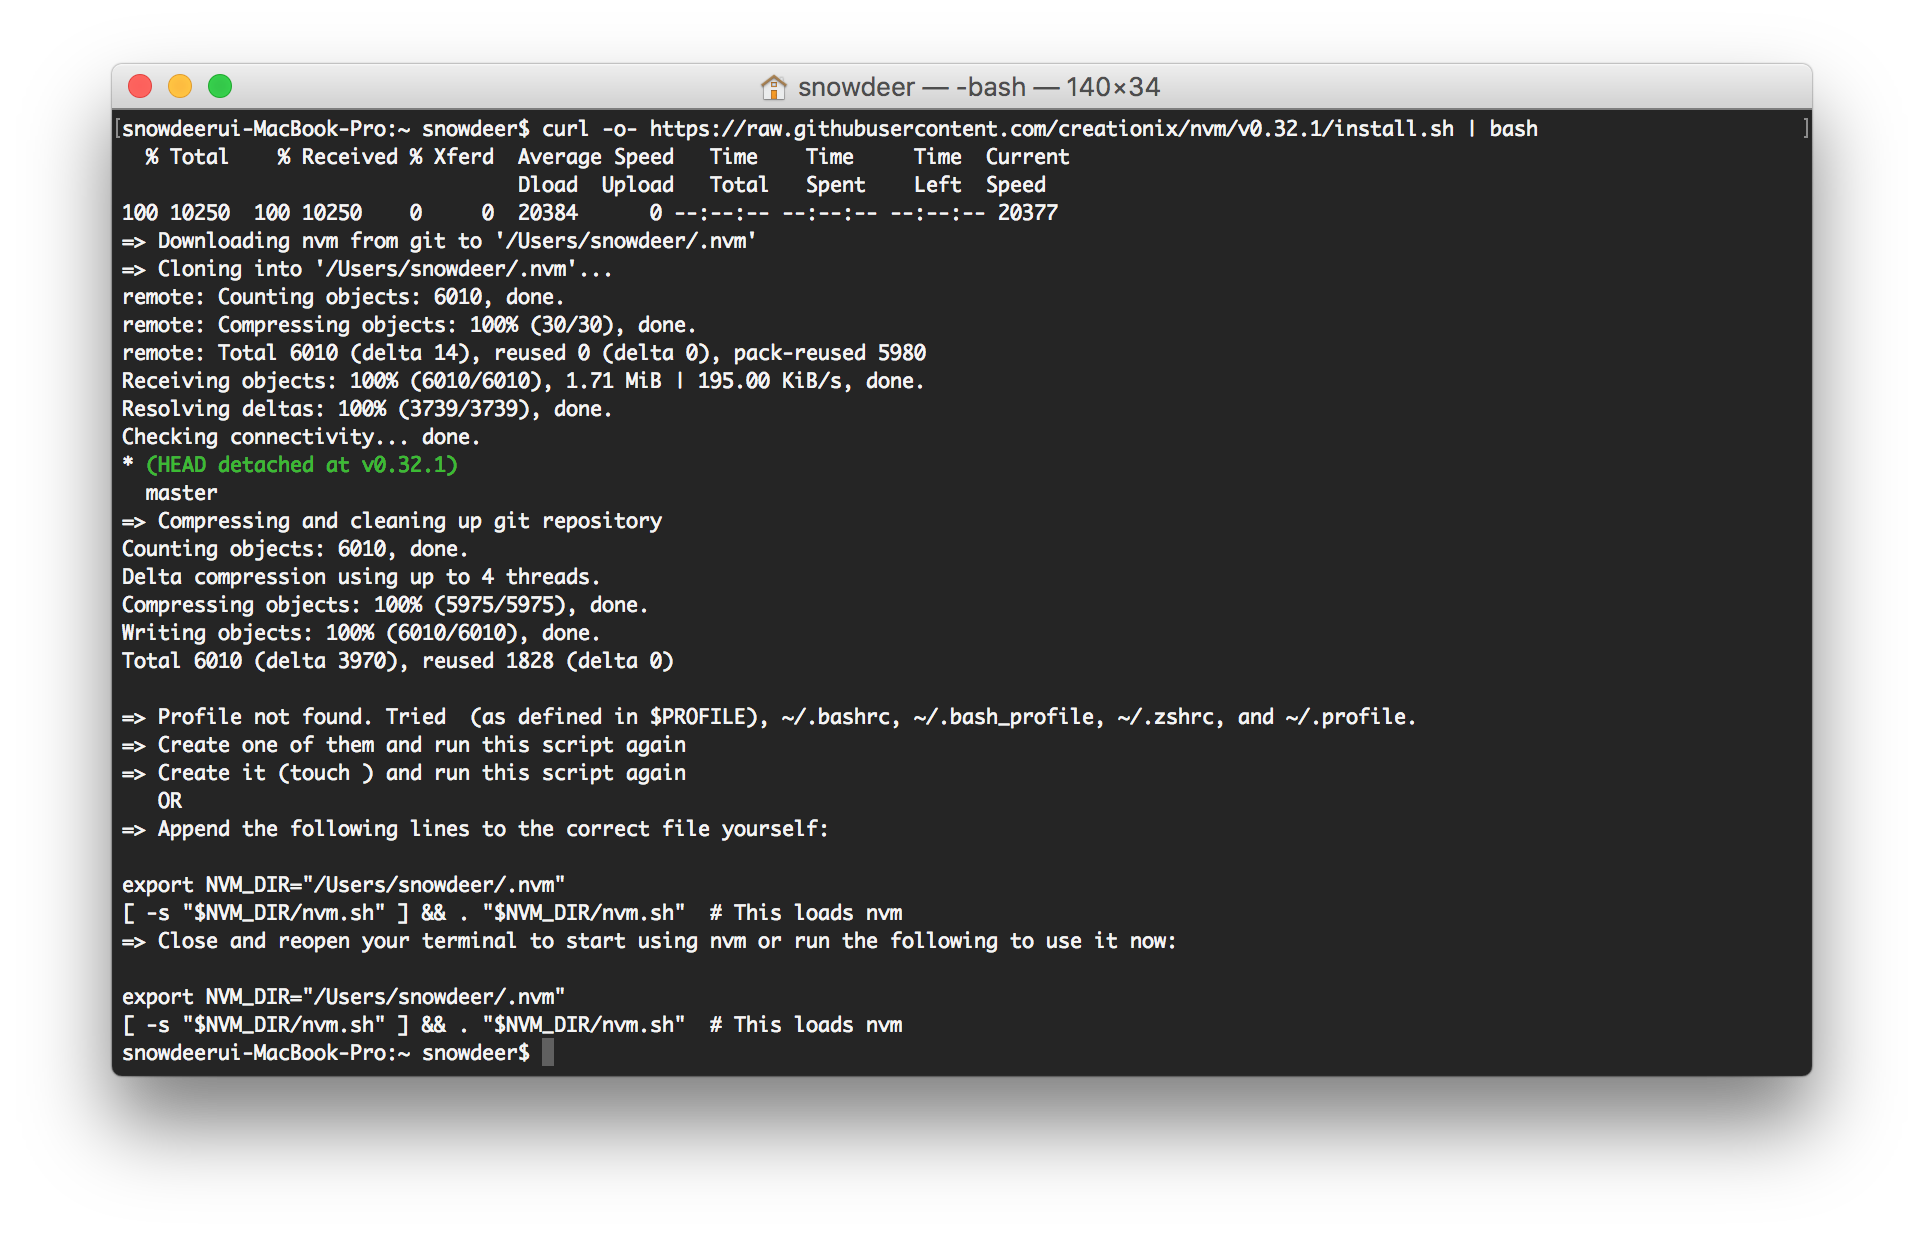 snowdeer — -bash — 140×34
snowdeerui-MacBook-Pro:~ snowdeer$ curl -o- https://raw.githubusercontent.com/creationix/nvm/v0.32.1/install.sh | bash
  % Total    % Received % Xferd  Average Speed   Time    Time     Time  Current
                                 Dload  Upload   Total   Spent    Left  Speed
100 10250  100 10250    0     0  20384      0 --:--:-- --:--:-- --:--:-- 20377
=> Downloading nvm from git to '/Users/snowdeer/.nvm'
=> Cloning into '/Users/snowdeer/.nvm'...
remote: Counting objects: 6010, done.
remote: Compressing objects: 100% (30/30), done.
remote: Total 6010 (delta 14), reused 0 (delta 0), pack-reused 5980
Receiving objects: 100% (6010/6010), 1.71 MiB | 195.00 KiB/s, done.
Resolving deltas: 100% (3739/3739), done.
Checking connectivity... done.
* (HEAD detached at v0.32.1)
  master
=> Compressing and cleaning up git repository
Counting objects: 6010, done.
Delta compression using up to 4 threads.
Compressing objects: 100% (5975/5975), done.
Writing objects: 100% (6010/6010), done.
Total 6010 (delta 3970), reused 1828 (delta 0)

=> Profile not found. Tried  (as defined in $PROFILE), ~/.bashrc, ~/.bash_profile, ~/.zshrc, and ~/.profile.
=> Create one of them and run this script again
=> Create it (touch ) and run this script again
   OR
=> Append the following lines to the correct file yourself:

export NVM_DIR="/Users/snowdeer/.nvm"
[ -s "$NVM_DIR/nvm.sh" ] && . "$NVM_DIR/nvm.sh"  # This loads nvm
=> Close and reopen your terminal to start using nvm or run the following to use it now:

export NVM_DIR="/Users/snowdeer/.nvm"
[ -s "$NVM_DIR/nvm.sh" ] && . "$NVM_DIR/nvm.sh"  # This loads nvm
snowdeerui-MacBook-Pro:~ snowdeer$